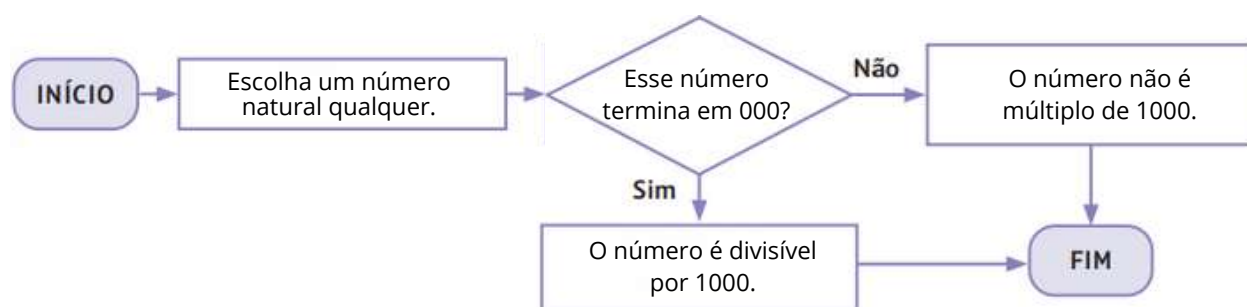 INÍCIO
Escolha um número
natural qualquer.
Esse número
termina em 000?
Não
O número não é
múltiplo de 1000.
Sim
O número é divisível
por 1000.
FIM